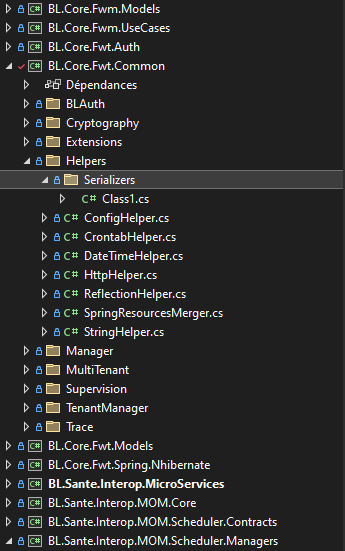 C# BL.Core.Fwm.Models
C# BL.Core.Fwm.UseCases
C# BL.Core.Fwt.Auth
C# BL.Core.Fwt.Common
Dépendances
BLAuth
Cryptography
Extensions
Helpers
Serializers
C# Class1.cs
C# ConfigHelper.cs
C# CrontabHelper.cs
C# DateTimeHelper.cs
C# HttpHelper.cs
C# ReflectionHelper.cs
C# SpringResourcesMerger.cs
C# StringHelper.cs
Manager
MultiTenant
Supervision
TenantManager
Trace
C# BL.Core.Fwt.Models
C# BL.Core.Fwt.Spring.Nhibernate
C# BL.Sante.Interop.MicroServices
C# BL.Sante.Interop.MOM.Core
C# BL.Sante.Interop.MOM.Scheduler.Contracts
C# BL.Sante.Interop.MOM.Scheduler.Managers